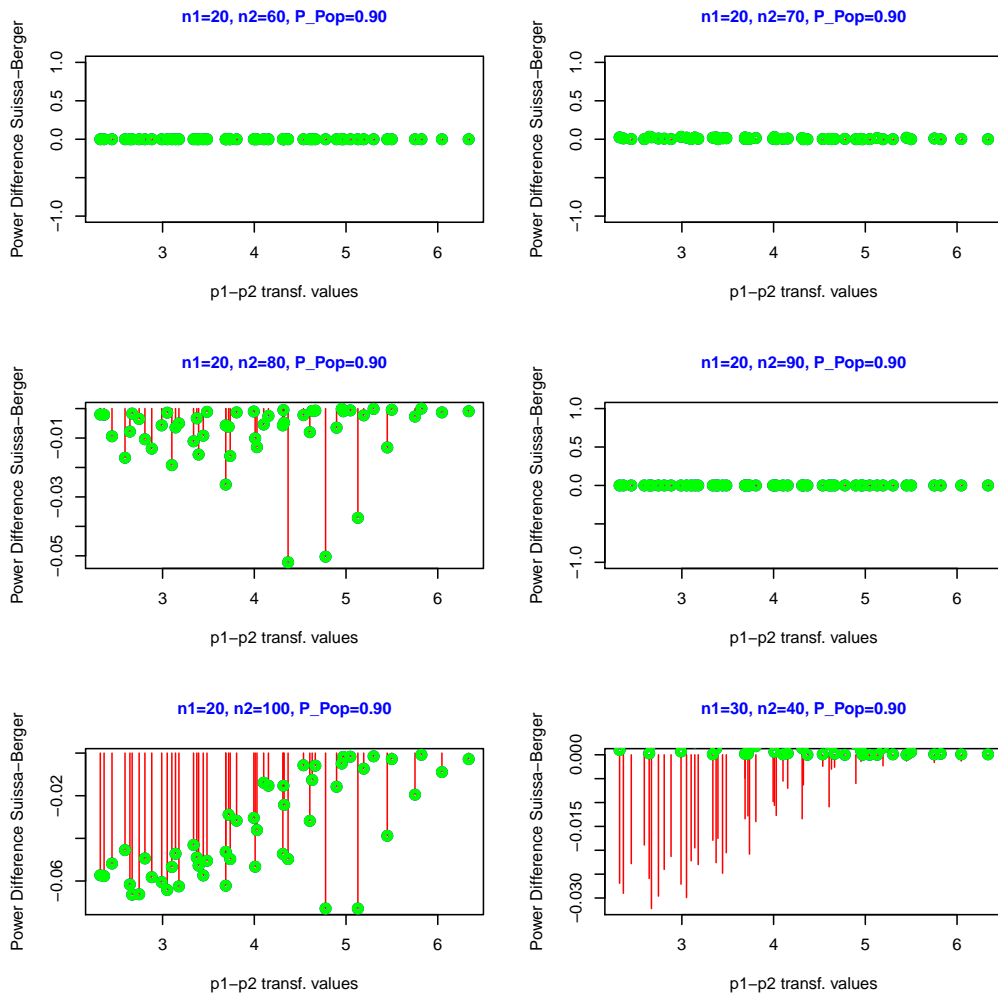 n1=20, n2=60, P_Pop=0.90
Power Difference Suissa−Berger
1.0
0.5
0.0
−1.0
3 4 5 6
p1−p2 transf. values
n1=20, n2=70, P_Pop=0.90
Power Difference Suissa−Berger
1.0
0.5
0.0
−1.0
3 4 5 6
p1−p2 transf. values
n1=20, n2=80, P_Pop=0.90
Power Difference Suissa−Berger
−0.01
−0.03
−0.05
3 4 5 6
p1−p2 transf. values
n1=20, n2=90, P_Pop=0.90
Power Difference Suissa−Berger
1.0
0.5
0.0
−1.0
3 4 5 6
p1−p2 transf. values
n1=20, n2=100, P_Pop=0.90
Power Difference Suissa−Berger
−0.02
−0.06
3 4 5 6
p1−p2 transf. values
n1=30, n2=40, P_Pop=0.90
Power Difference Suissa−Berger
0.000
−0.015
−0.030
3 4 5 6
p1−p2 transf. values